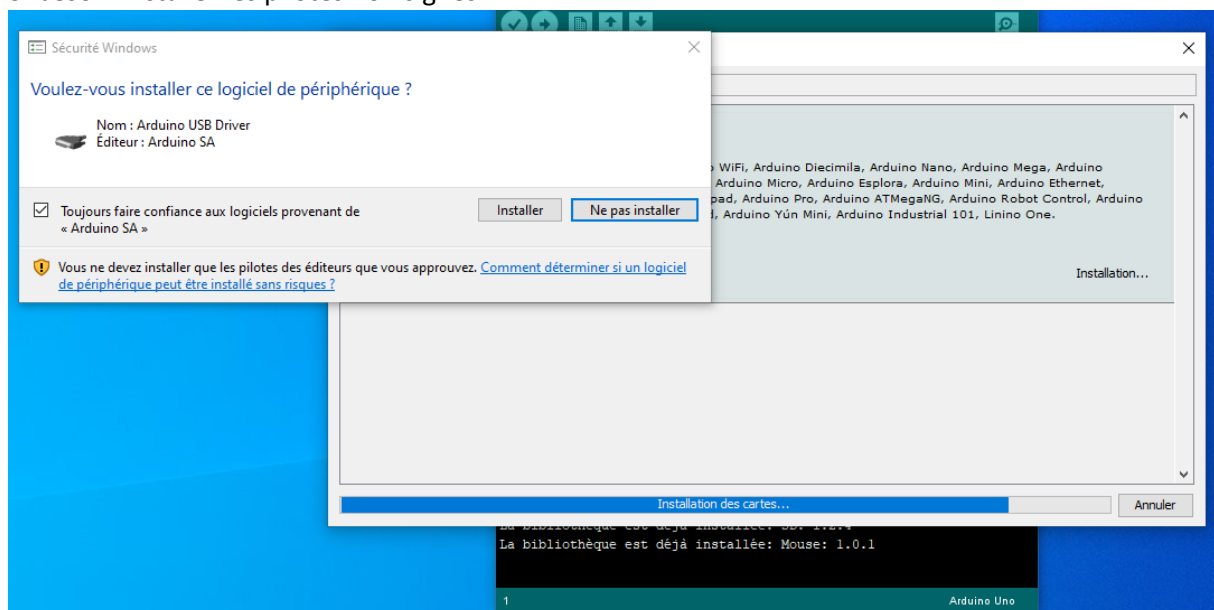 Sécurité Windows
Voulez-vous installer ce logiciel de périphérique ?
Nom : Arduino USB Driver
Éditeur : Arduino SA
Toujours faire confiance aux logiciels provenant de
« Arduino SA »
Installer
Ne pas installer
Vous ne devez installer que les pilotes des éditeurs que vous approuvez. Comment déterminer si un logiciel
de périphérique peut être installé sans risques ?
WiFi, Arduino Diecimila, Arduino Nano, Arduino Mega, Arduino
Arduino Micro, Arduino Esplora, Arduino Mini, Arduino Ethernet,
pad, Arduino Pro, Arduino ATMegaNG, Arduino Robot Control, Arduino
, Arduino Yún Mini, Arduino Industrial 101, Linino One.
Installation...
Installation des cartes...
Annuler
La bibliothèque est déjà installée: Mouse: 1.0.1
1
Arduino Uno